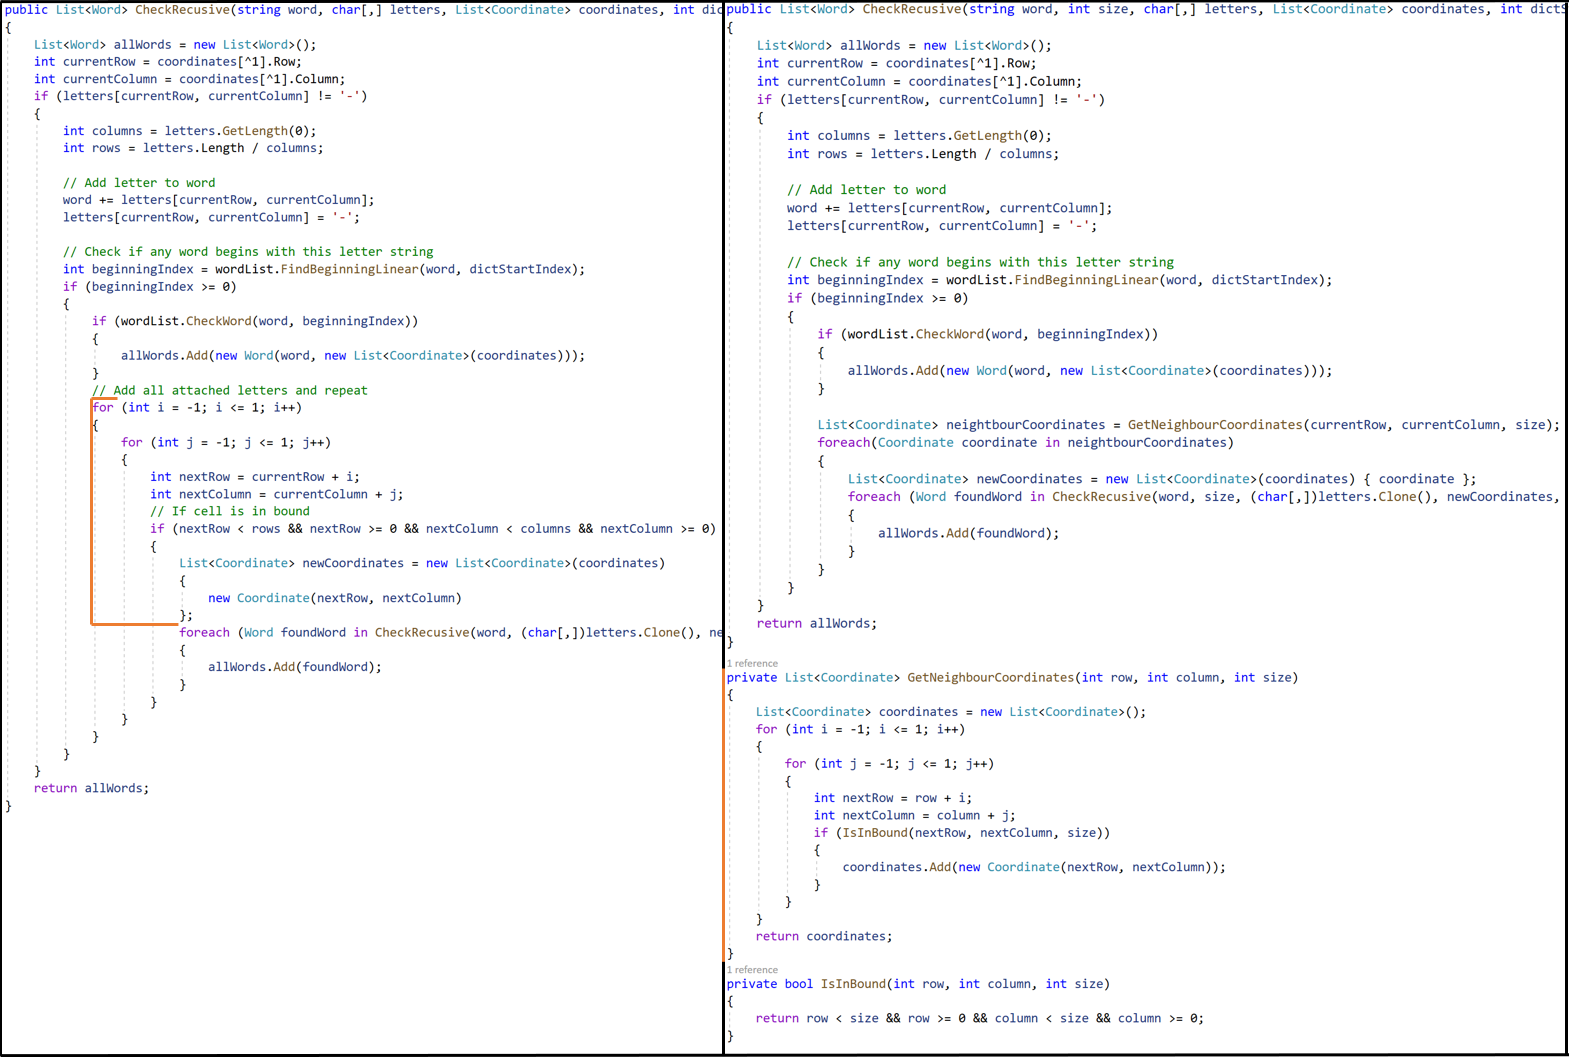 public List<Word> CheckRecusive(string word, char[,] letters, List<Coordinate> coordinates, int dic
{
List<Word> allWords = new List<Word>();
int currentRow = coordinates[^1].Row;
int currentColumn = coordinates[^1].Column;
if (letters[currentRow, currentColumn] != '-')
{
int columns = letters.GetLength(0);
int rows = letters.Length / columns;
// Add letter to word
word += letters[currentRow, currentColumn];
letters[currentRow, currentColumn] = '-';
// Check if any word begins with this letter string
int beginningIndex = wordList.FindBeginningLinear(word, dictStartIndex);
if (beginningIndex >= 0)
{
if (wordList.CheckWord(word, beginningIndex))
{
allWords.Add(new Word(word, new List<Coordinate>(coordinates)));
}
// Add all attached letters and repeat
for (int i = -1; i <= 1; i++)
{
for (int j = -1; j <= 1; j++)
{
int nextRow = currentRow + i;
int nextColumn = currentColumn + j;
// If cell is in bound
if (nextRow < rows && nextRow >= 0 && nextColumn < columns && nextColumn >= 0)
{
List<Coordinate> newCoordinates = new List<Coordinate>(coordinates)
{
new Coordinate(nextRow, nextColumn)
};
foreach (Word foundWord in CheckRecusive(word, (char[,])letters.Clone(), ne
{
allWords.Add(foundWord);
}
}
}
}
}
}
return allWords;
}
public List<Word> CheckRecusive(string word, int size, char[,] letters, List<Coordinate> coordinates, int dictS
{
List<Word> allWords = new List<Word>();
int currentRow = coordinates[^1].Row;
int currentColumn = coordinates[^1].Column;
if (letters[currentRow, currentColumn] != '-')
{
int columns = letters.GetLength(0);
int rows = letters.Length / columns;
// Add letter to word
word += letters[currentRow, currentColumn];
letters[currentRow, currentColumn] = '-';
// Check if any word begins with this letter string
int beginningIndex = wordList.FindBeginningLinear(word, dictStartIndex);
if (beginningIndex >= 0)
{
if (wordList.CheckWord(word, beginningIndex))
{
allWords.Add(new Word(word, new List<Coordinate>(coordinates)));
}
List<Coordinate> neightbourCoordinates = GetNeighbourCoordinates(currentRow, currentColumn, size);
foreach(Coordinate coordinate in neightbourCoordinates)
{
List<Coordinate> newCoordinates = new List<Coordinate>(coordinates) { coordinate };
foreach (Word foundWord in CheckRecusive(word, size, (char[,])letters.Clone(), newCoordinates,
{
allWords.Add(foundWord);
}
}
}
}
return allWords;
}
1 reference
private List<Coordinate> GetNeighbourCoordinates(int row, int column, int size)
{
List<Coordinate> coordinates = new List<Coordinate>();
for (int i = -1; i <= 1; i++)
{
for (int j = -1; j <= 1; j++)
{
int nextRow = row + i;
int nextColumn = column + j;
if (IsInBound(nextRow, nextColumn, size))
{
coordinates.Add(new Coordinate(nextRow, nextColumn));
}
}
}
return coordinates;
}
1 reference
private bool IsInBound(int row, int column, int size)
{
return row < size && row >= 0 && column < size && column >= 0;
}